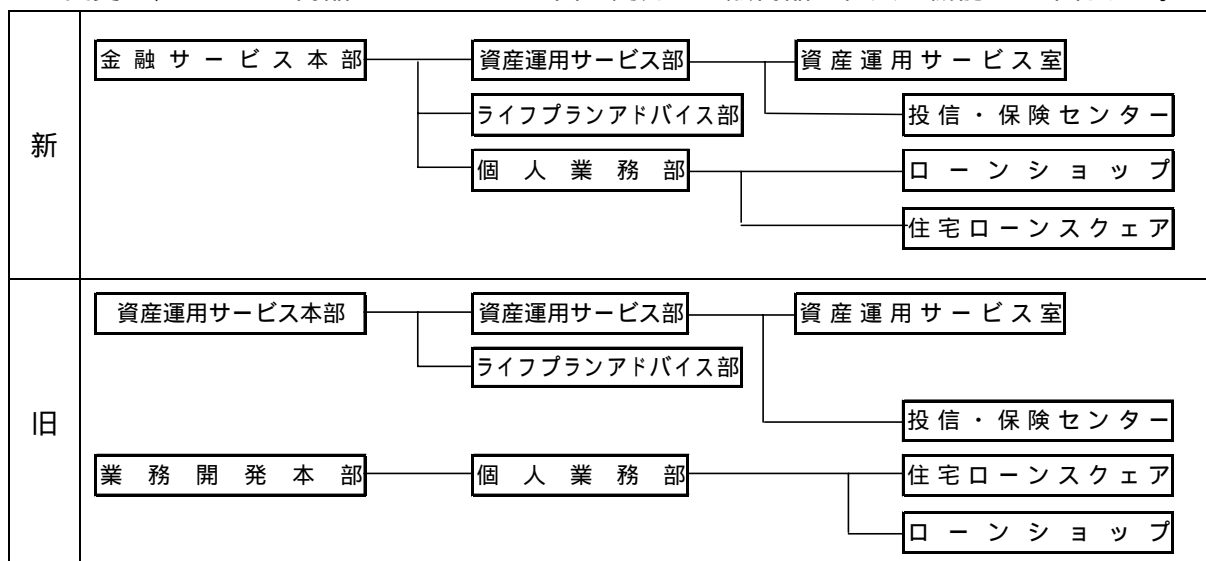 新
金融サービス本部 資産運用サービス部 資産運用サービス室
ライフプランアドバイス部 投信・保険センター
個人業務部 ローンショップ
住宅ローンスクェア
旧
資産運用サービス本部 資産運用サービス部 資産運用サービス室
ライフプランアドバイス部
投信・保険センター
業務開発本部 個人業務部 住宅ローンスクェア
ローンショップ